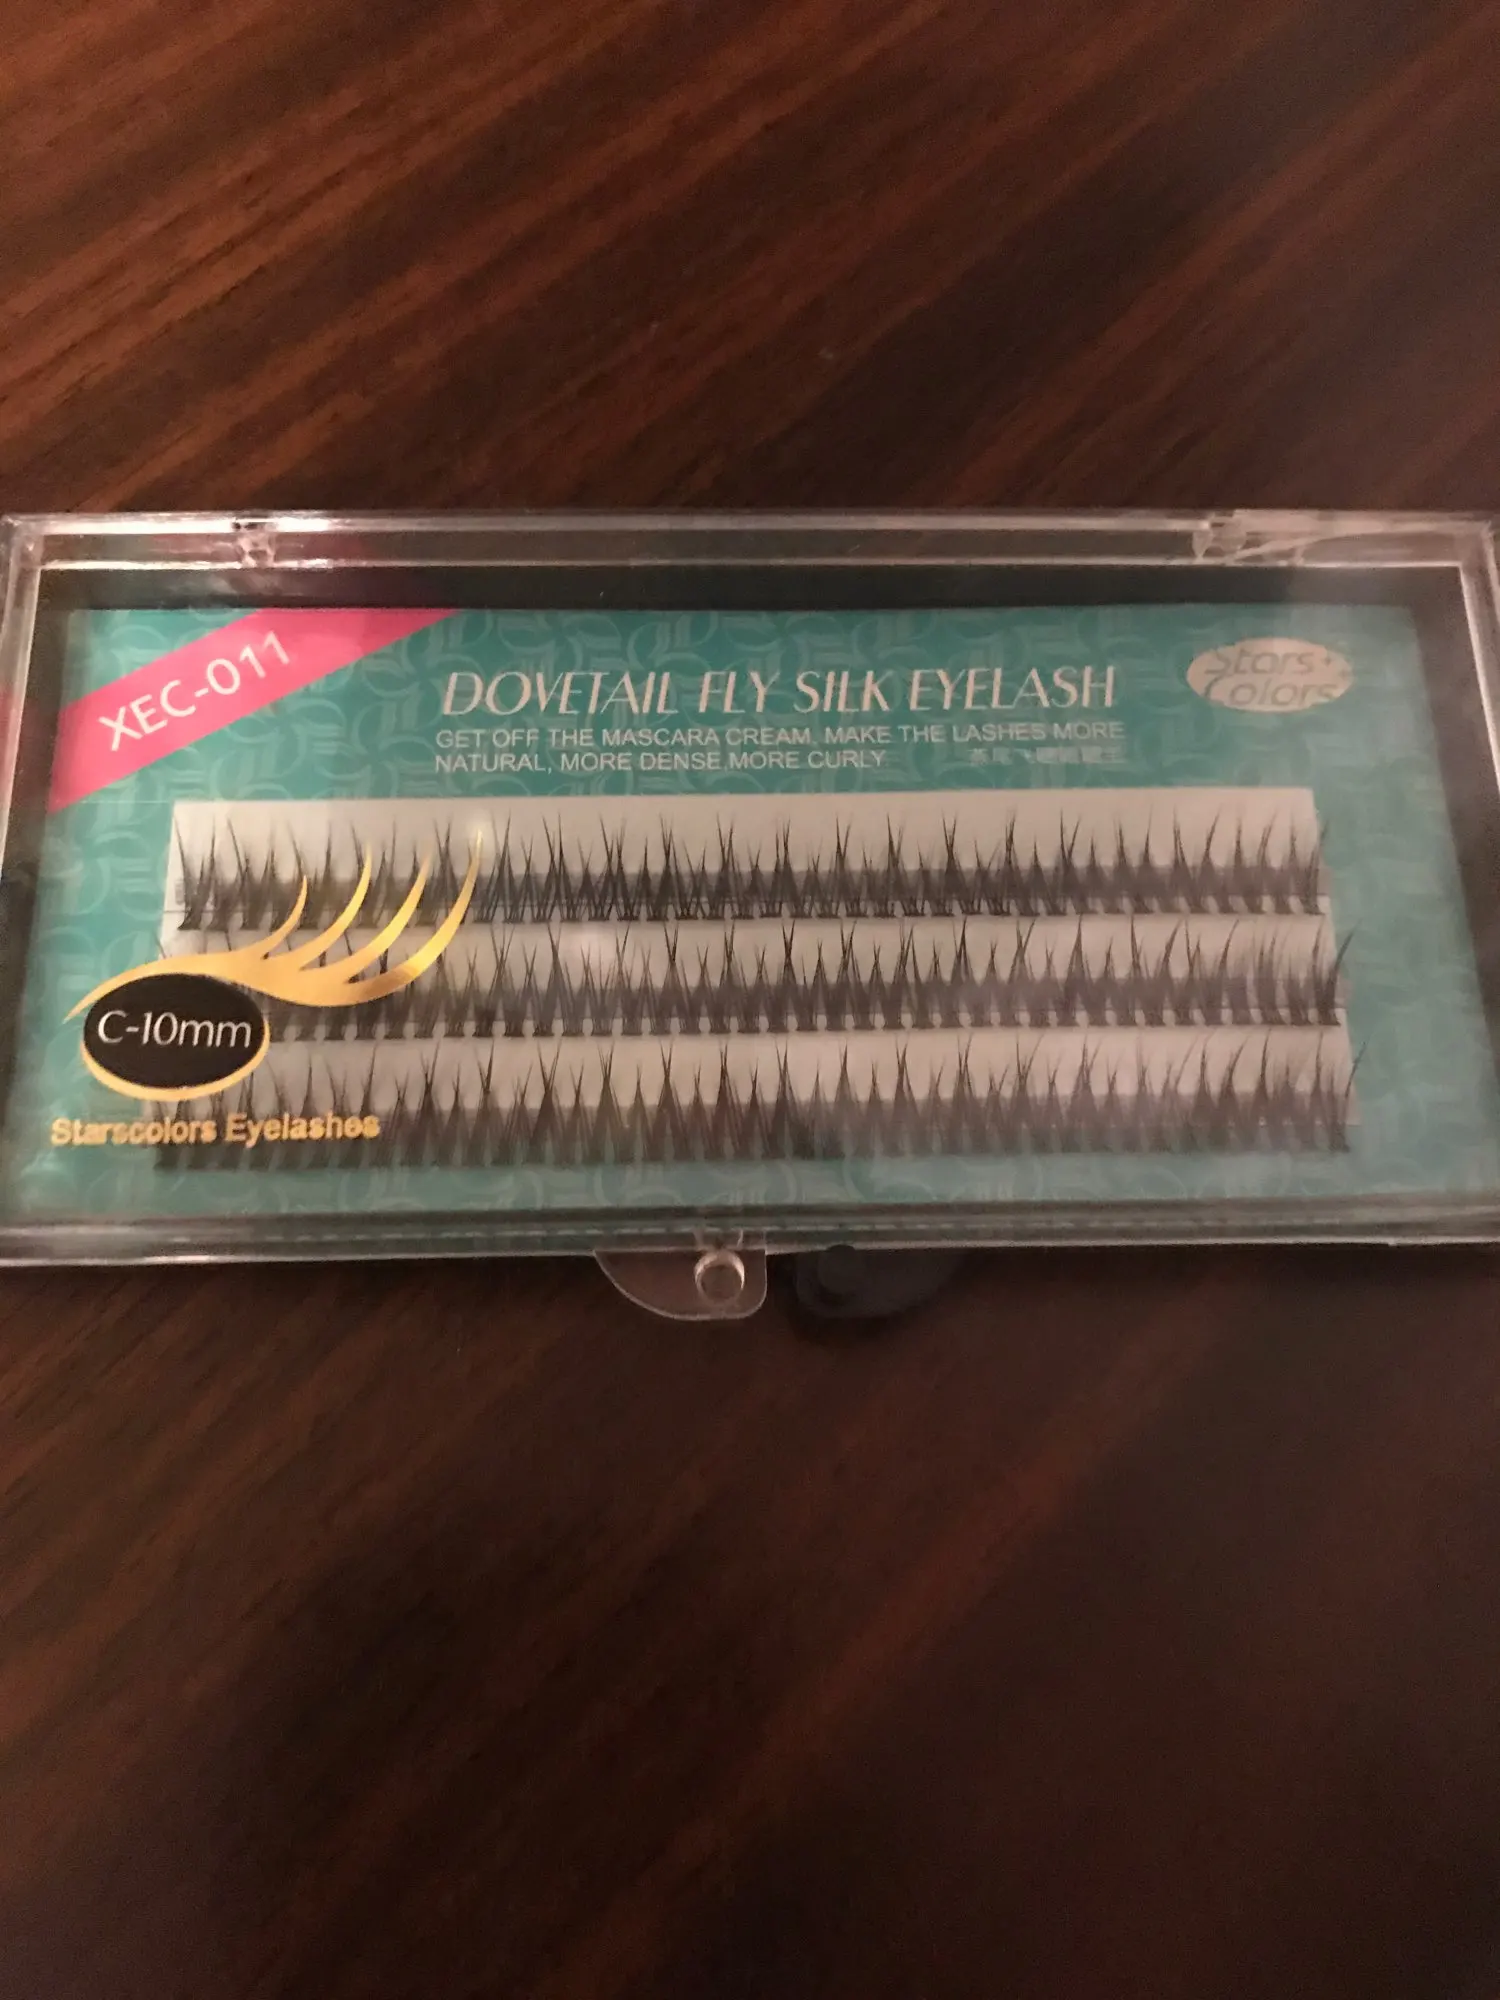 XEC-011
DOVETAIL FLY SILK EYELASH
Stars
Colors
GET OFF THE MASCARA CREAM, MAKE THE LASHES MORE
NATURAL, MORE DENSE,MORE CURLY
C-10mm
Starscolors Eyelashes